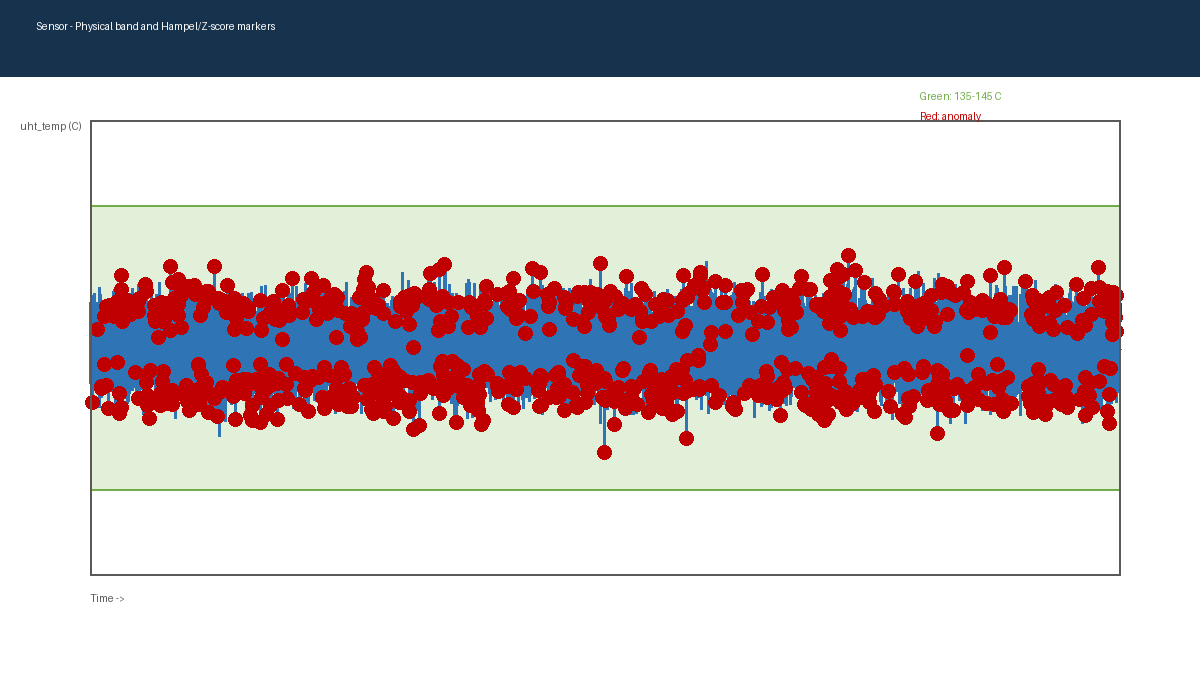 Sensor - Physical band and Hampel/Z-score markers
Green: 135-145 C
Red: anomaly
uht_temp (C)
Time ->